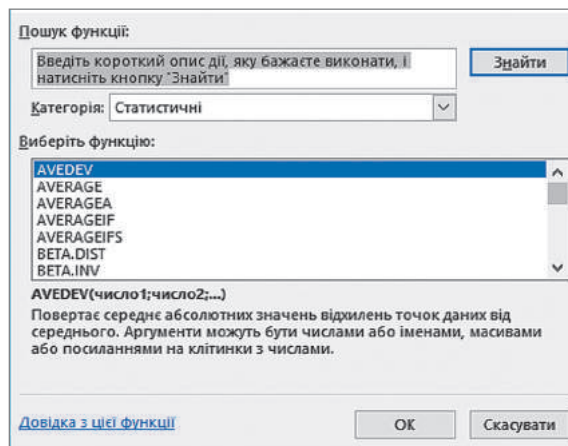 Пошук функції:
Введіть короткий опис дії, яку бажаєте виконати, і
натисніть кнопку "Знайти"
Знайти
Категорія: Статистичні
Виберіть функцію:
AVEDEV
AVERAGE
AVERAGEA
AVERAGEIF
AVERAGEIFS
BETA.DIST
BETA.INV
AVEDEV(число1;число2;...)
Повертає середнє абсолютних значень відхилень точок даних від
середнього. Аргументи можуть бути числами або іменами, масивами
або посиланнями на клітинки з числами.
Довідка з цієї функції
ОК
Скасувати